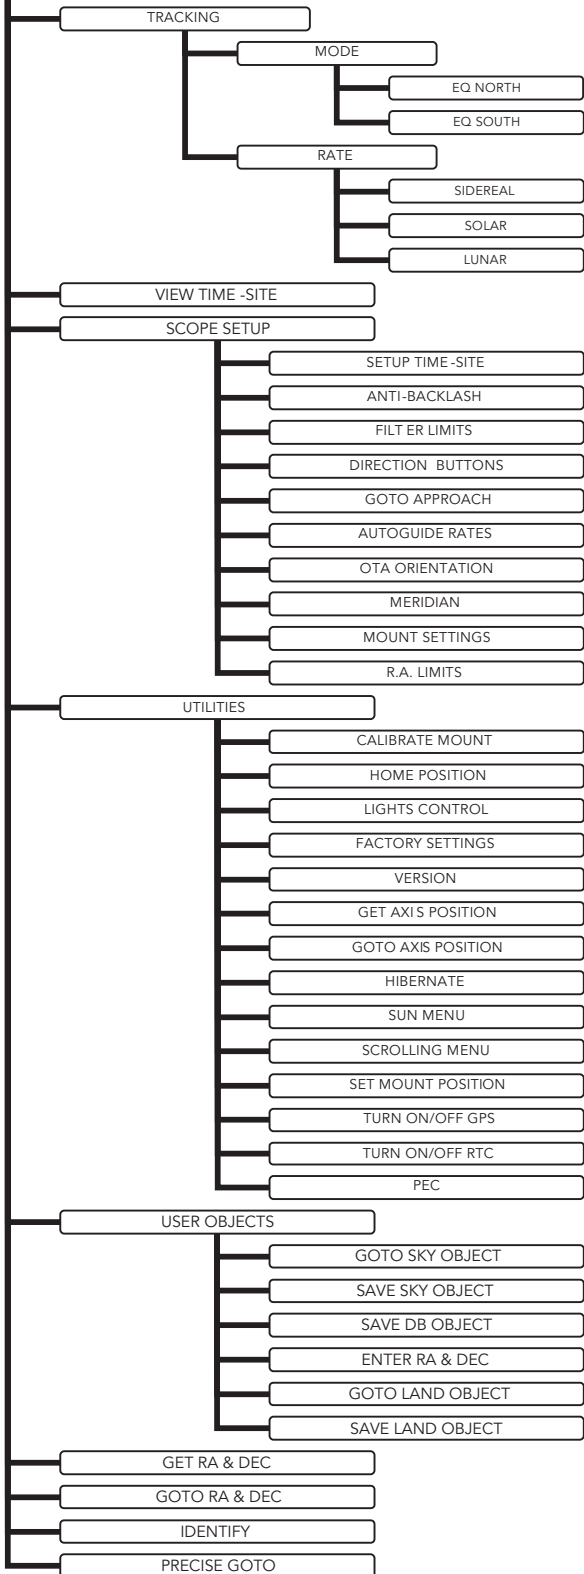 TRACKING
MODE
EQ NORTH
EQ SOUTH
RATE
SIDEREAL
SOLAR
LUNAR
VIEW TIME -SITE
SCOPE SETUP
SETUP TIME -SITE
ANTI-BACKLASH
FILT ER LIMITS
DIRECTION BUTTONS
GOTO APPROACH
AUTOGUIDE RATES
OTA ORIENTATION
MERIDIAN
MOUNT SETTINGS
R.A. LIMITS
UTILITIES
CALIBRATE MOUNT
HOME POSITION
LIGHTS CONTROL
FACTORY SETTINGS
VERSION
GET AXIS POSITION
GOTO AXIS POSITION
HIBERNATE
SUN MENU
SCROLLING MENU
SET MOUNT POSITION
TURN ON/OFF GPS
TURN ON/OFF RTC
PEC
USER OBJECTS
GOTO SKY OBJECT
SAVE SKY OBJECT
SAVE DB OBJECT
ENTER RA & DEC
GOTO LAND OBJECT
SAVE LAND OBJECT
GET RA & DEC
GOTO RA & DEC
IDENTIFY
PRECISE GOTO